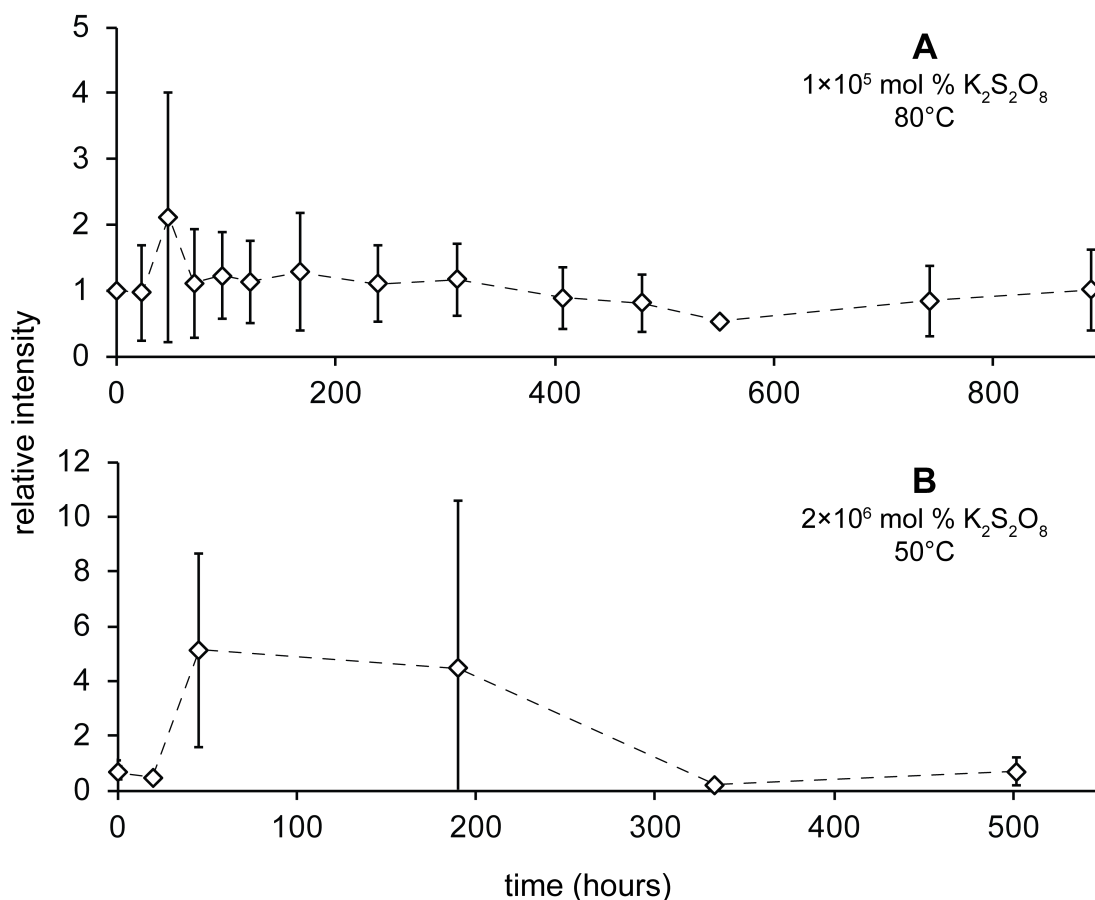 5
4
3
2
1
0
0 200 400 600 800
A
1×10⁵ mol % K₂S₂O₈
80°C
relative intensity
12
10
8
6
4
2
0
0 100 200 300 400 500
B
2×10⁶ mol % K₂S₂O₈
50°C
time (hours)